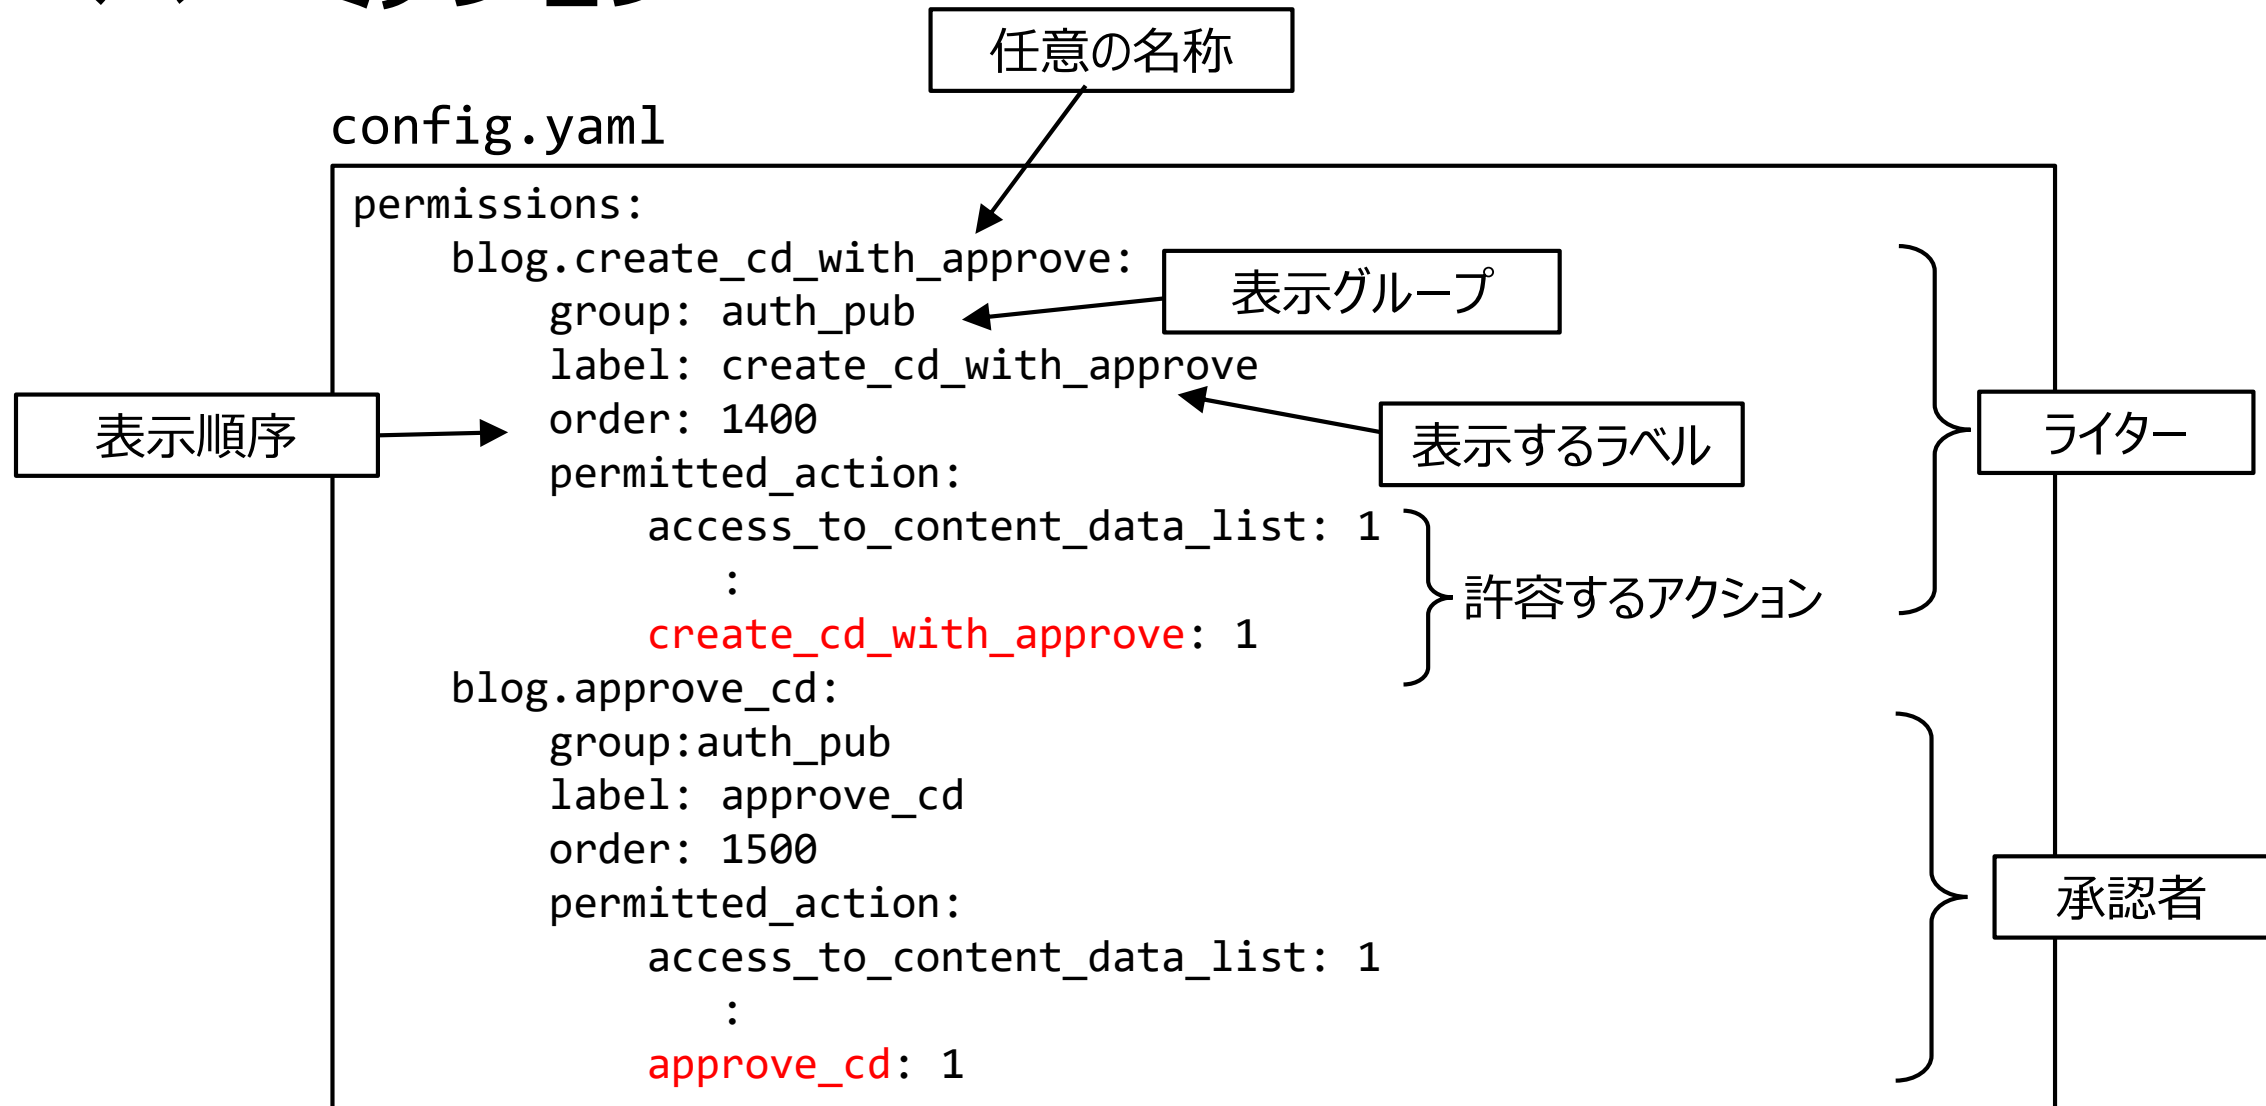 任意の名称
config.yaml
permissions:
blog.create_cd_with_approve:
group: auth_pub
表示グループ
label: create_cd_with_approve
表示順序
order: 1400
表示するラベル
ライター
permitted_action:
access_to_content_data_list: 1
:
許容するアクション
create_cd_with_approve: 1
blog.approve_cd:
group:auth_pub
label: approve_cd
order: 1500
permitted_action:
承認者
access_to_content_data_list: 1
:
approve_cd: 1